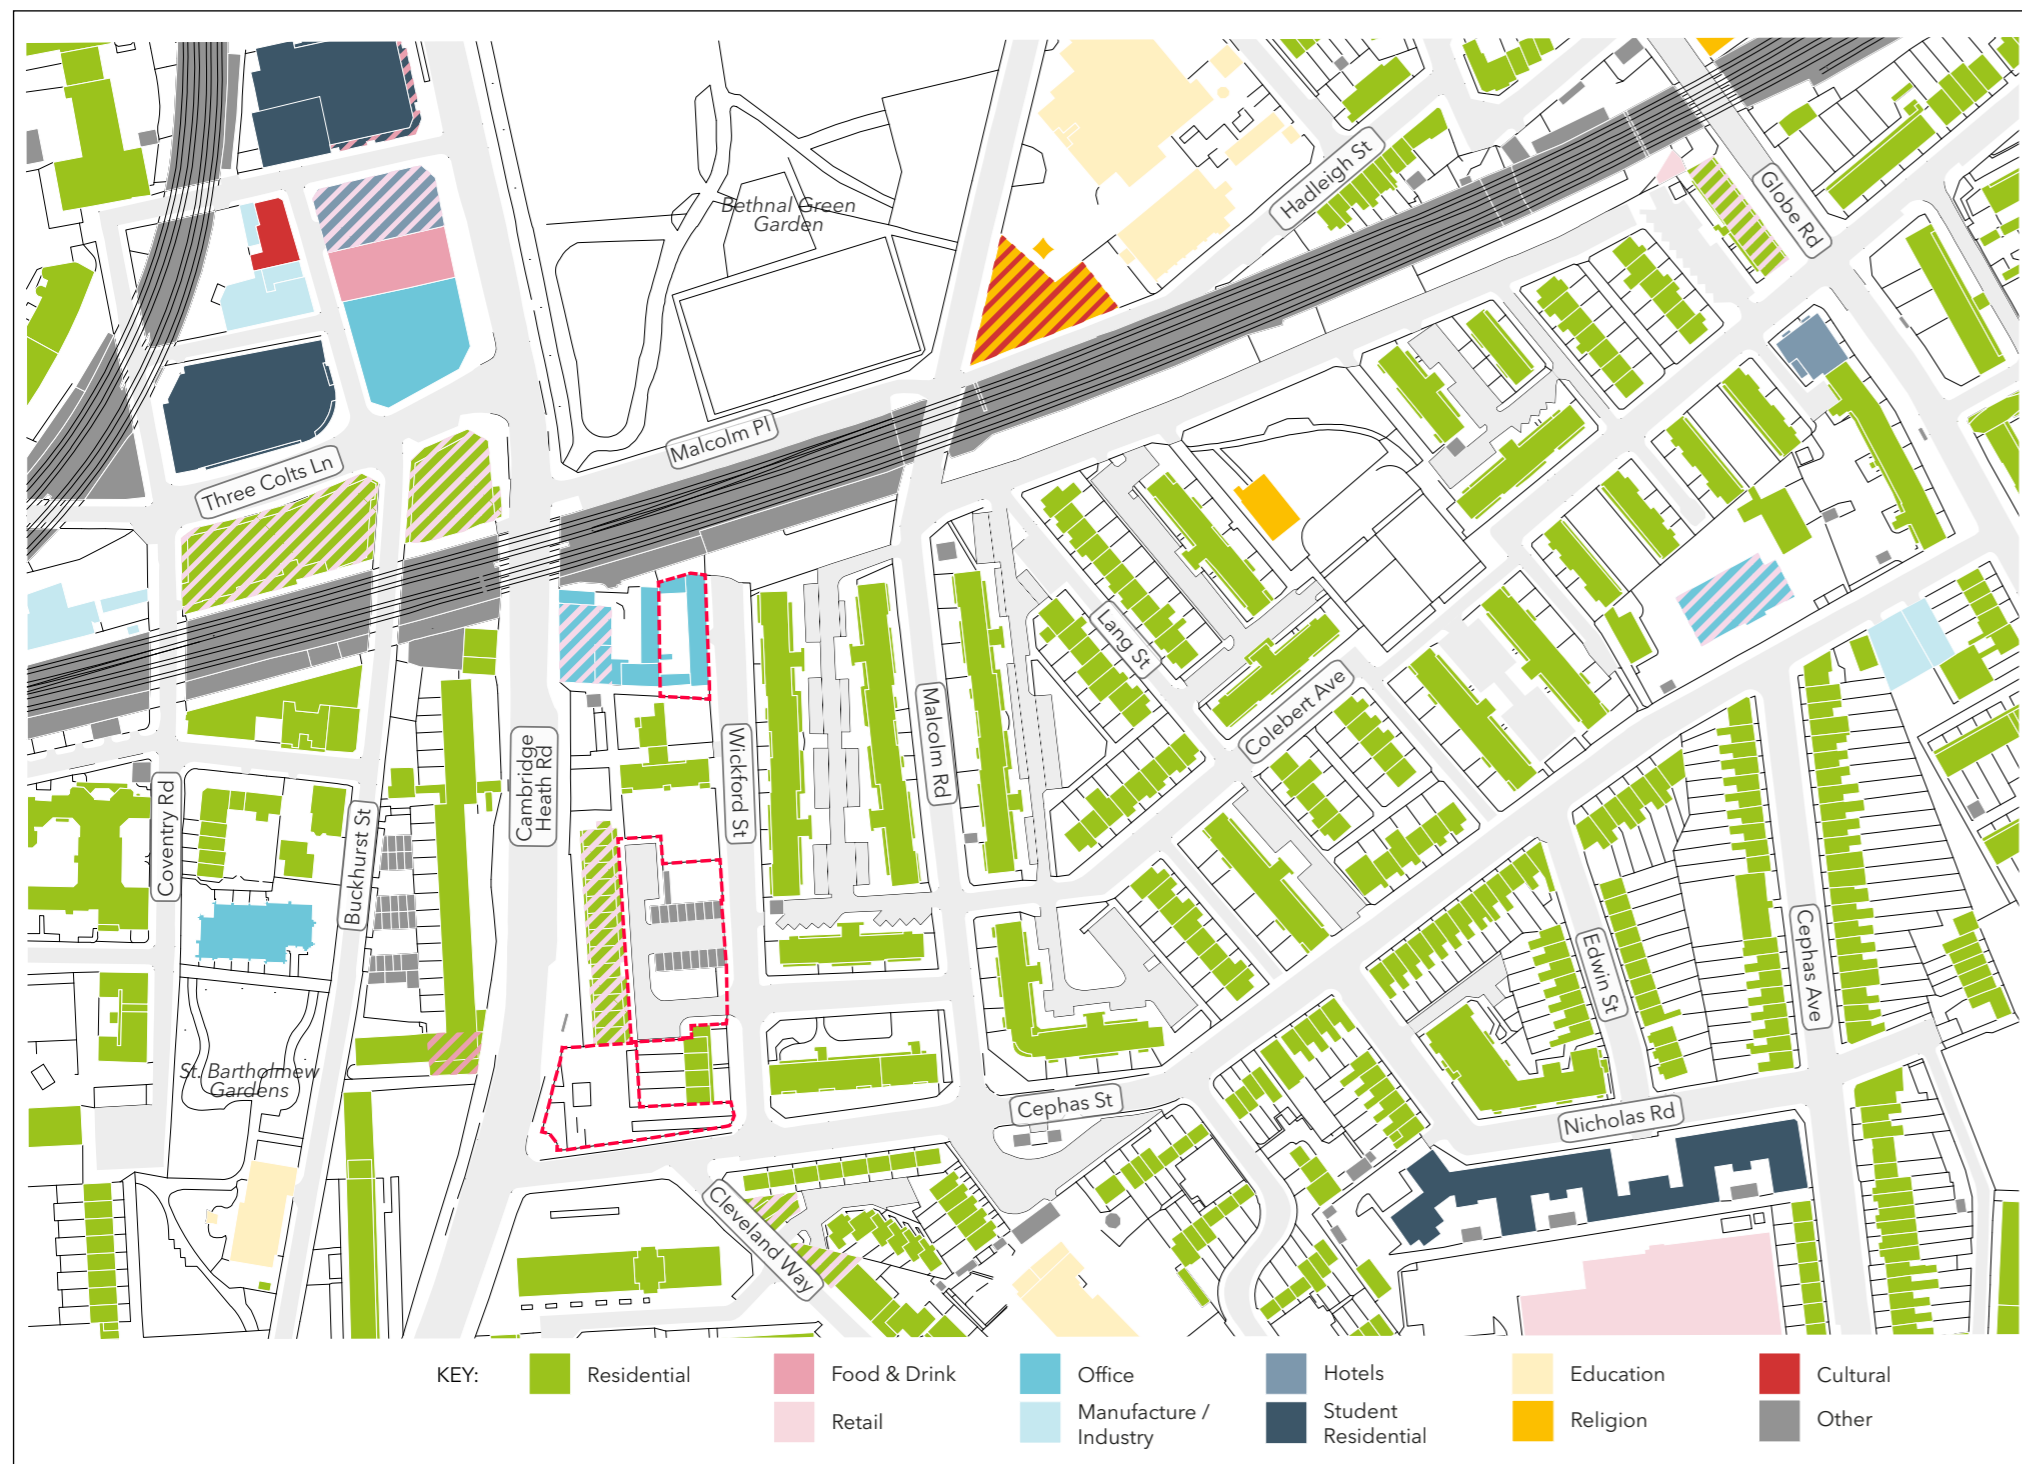 Bethnal Green
Garden
Hadleigh St
Globe Rd
Malcolm Pl
Three Colts Ln
Lang St
Colebert Ave
Malcolm Rd
Wickford St
Cambridge
Heath Rd
Coventry Rd
Buckhurst St
Edwin St
Cephas Ave
St. Bartholmew
Gardens
Cephas St
Nicholas Rd
Cleveland Way
KEY:
Residential
Food & Drink
Retail
Office
Manufacture /
Industry
Hotels
Student
Residential
Education
Religion
Cultural
Other